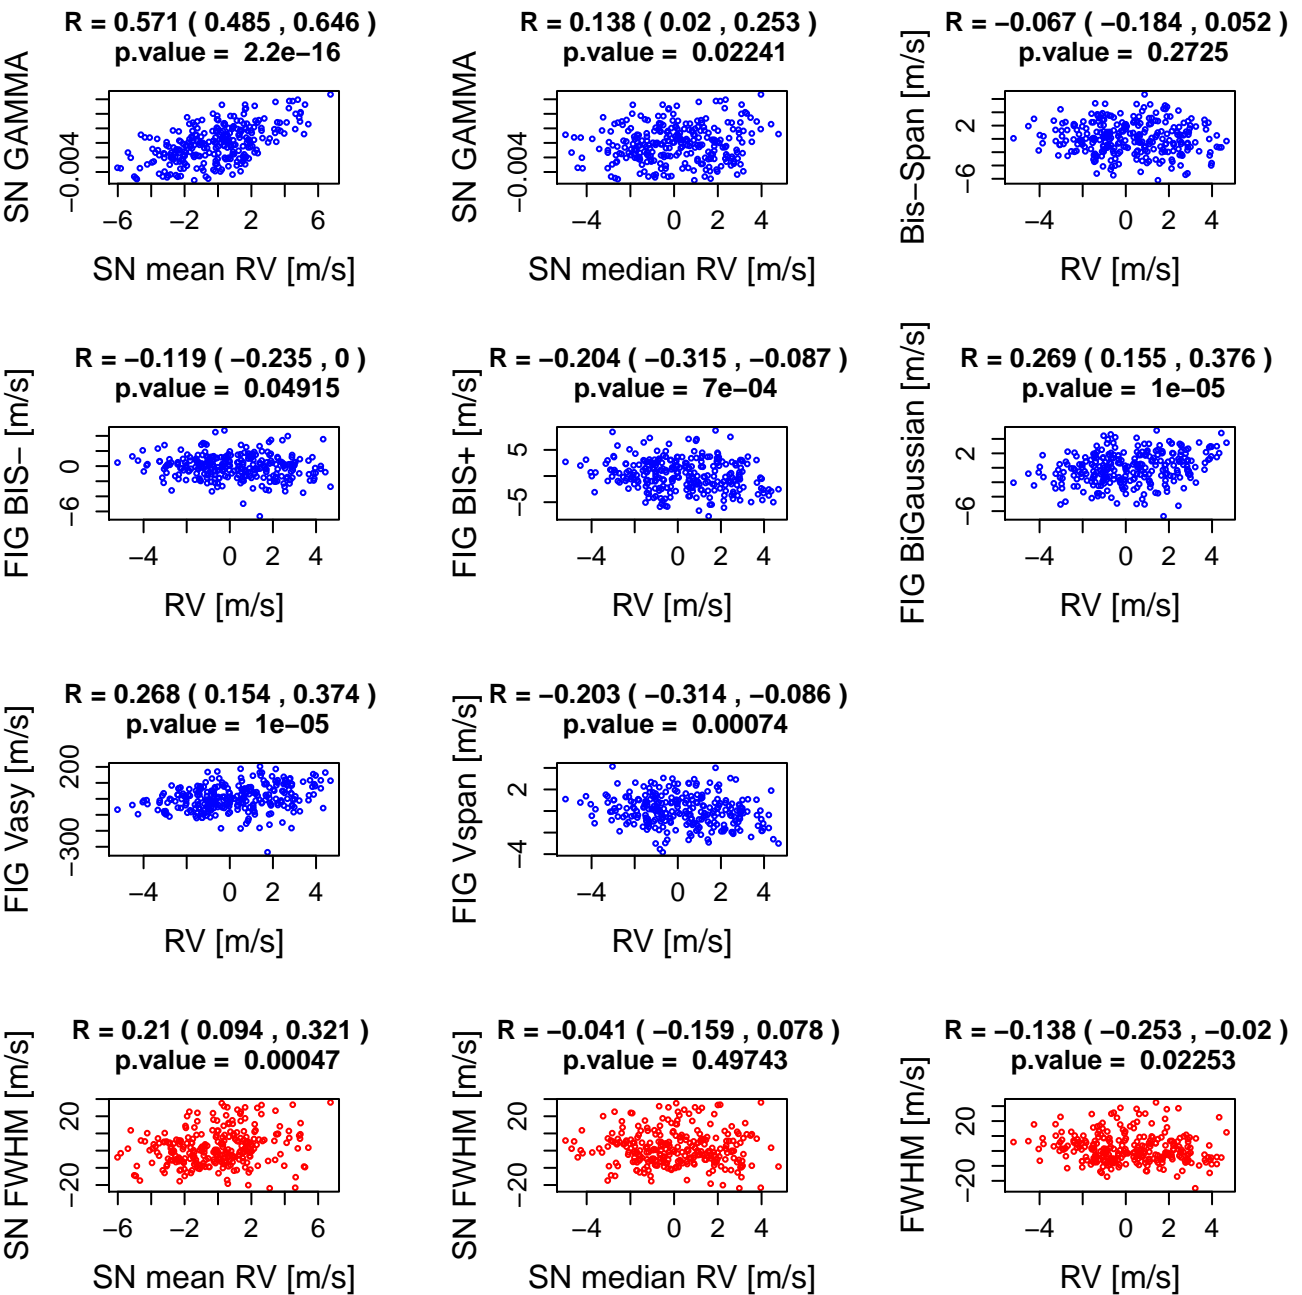 R = 0.571 ( 0.485 , 0.646 )
p.value =  2.2e−16
SN GAMMA
−0.004
−6 −2 2 6
SN mean RV [m/s]
R = 0.138 ( 0.02 , 0.253 )
p.value =  0.02241
SN GAMMA
−0.004
−4 0 2 4
SN median RV [m/s]
R = −0.067 ( −0.184 , 0.052 )
p.value =  0.2725
Bis−Span [m/s]
2
−6
−4 0 2 4
RV [m/s]
R = −0.119 ( −0.235 , 0 )
p.value =  0.04915
FIG BIS− [m/s]
0
−6
−4 0 2 4
RV [m/s]
R = −0.204 ( −0.315 , −0.087 )
p.value =  7e−04
FIG BIS+ [m/s]
5
−5
−4 0 2 4
RV [m/s]
R = 0.269 ( 0.155 , 0.376 )
p.value =  1e−05
FIG BiGaussian [m/s]
2
−6
−4 0 2 4
RV [m/s]
R = 0.268 ( 0.154 , 0.374 )
p.value =  1e−05
FIG Vasy [m/s]
200
−300
−4 0 2 4
RV [m/s]
R = −0.203 ( −0.314 , −0.086 )
p.value =  0.00074
FIG Vspan [m/s]
2
−4
−4 0 2 4
RV [m/s]
R = 0.21 ( 0.094 , 0.321 )
p.value =  0.00047
SN FWHM [m/s]
20
−20
−6 −2 2 6
SN mean RV [m/s]
R = −0.041 ( −0.159 , 0.078 )
p.value =  0.49743
SN FWHM [m/s]
20
−20
−4 0 2 4
SN median RV [m/s]
R = −0.138 ( −0.253 , −0.02 )
p.value =  0.02253
FWHM [m/s]
20
−20
−4 0 2 4
RV [m/s]